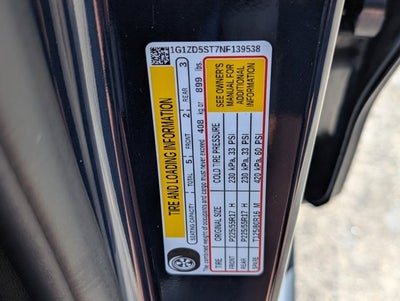 1G1ZD5ST7NF139538
TIRE AND LOADING INFORMATION
SEATING CAPACITY TOTAL 5 FRONT 2 REAR 3
The combined weight of occupants and cargo must never exceed 408 kg or 899 lbs.
TIRE ORIGINAL SIZE COLD TIRE PRESSURE
FRONT P225/55R17 H 230 kPa, 33 PSI
REAR P225/55R17 H 230 kPa, 33 PSI
SPARE T125/80R16 M 420 kPa, 60 PSI
SEE OWNER'S
MANUAL FOR
ADDITIONAL
INFORMATION